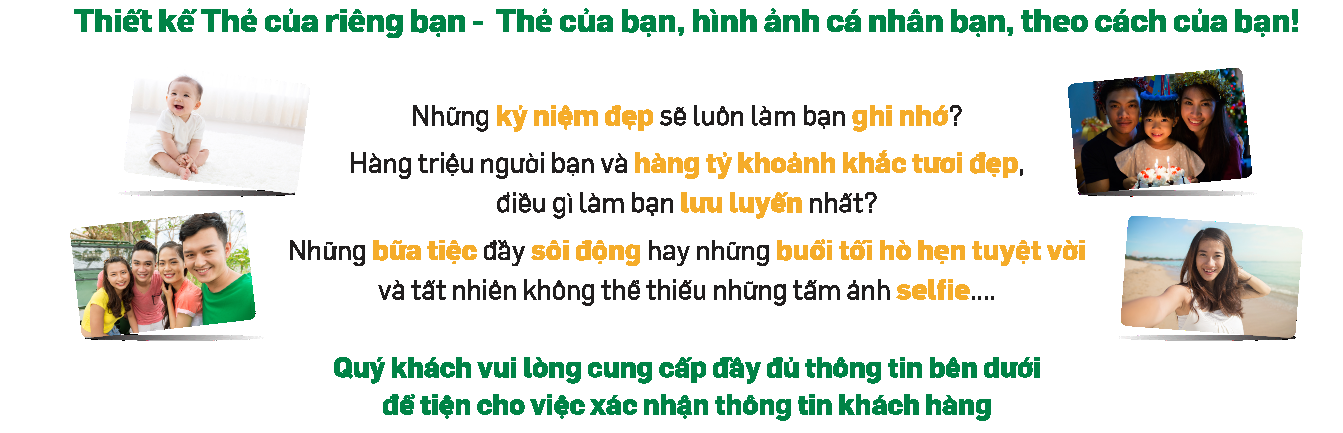 Thiết kế Thẻ của riêng bạn - Thẻ của bạn, hình ảnh cá nhân bạn, theo cách của bạn!
Những kỷ niệm đẹp sẽ luôn làm bạn ghi nhớ?
Hàng triệu người bạn và hàng tỷ khoảnh khắc tươi đẹp,
điều gì làm bạn lưu luyến nhất?
Những bữa tiệc đầy sôi động hay những buổi tối hò hẹn tuyệt vời
và tất nhiên không thể thiếu những tấm ảnh selfie....
Quý khách vui lòng cung cấp đầy đủ thông tin bên dưới
để tiện cho việc xác nhận thông tin khách hàng